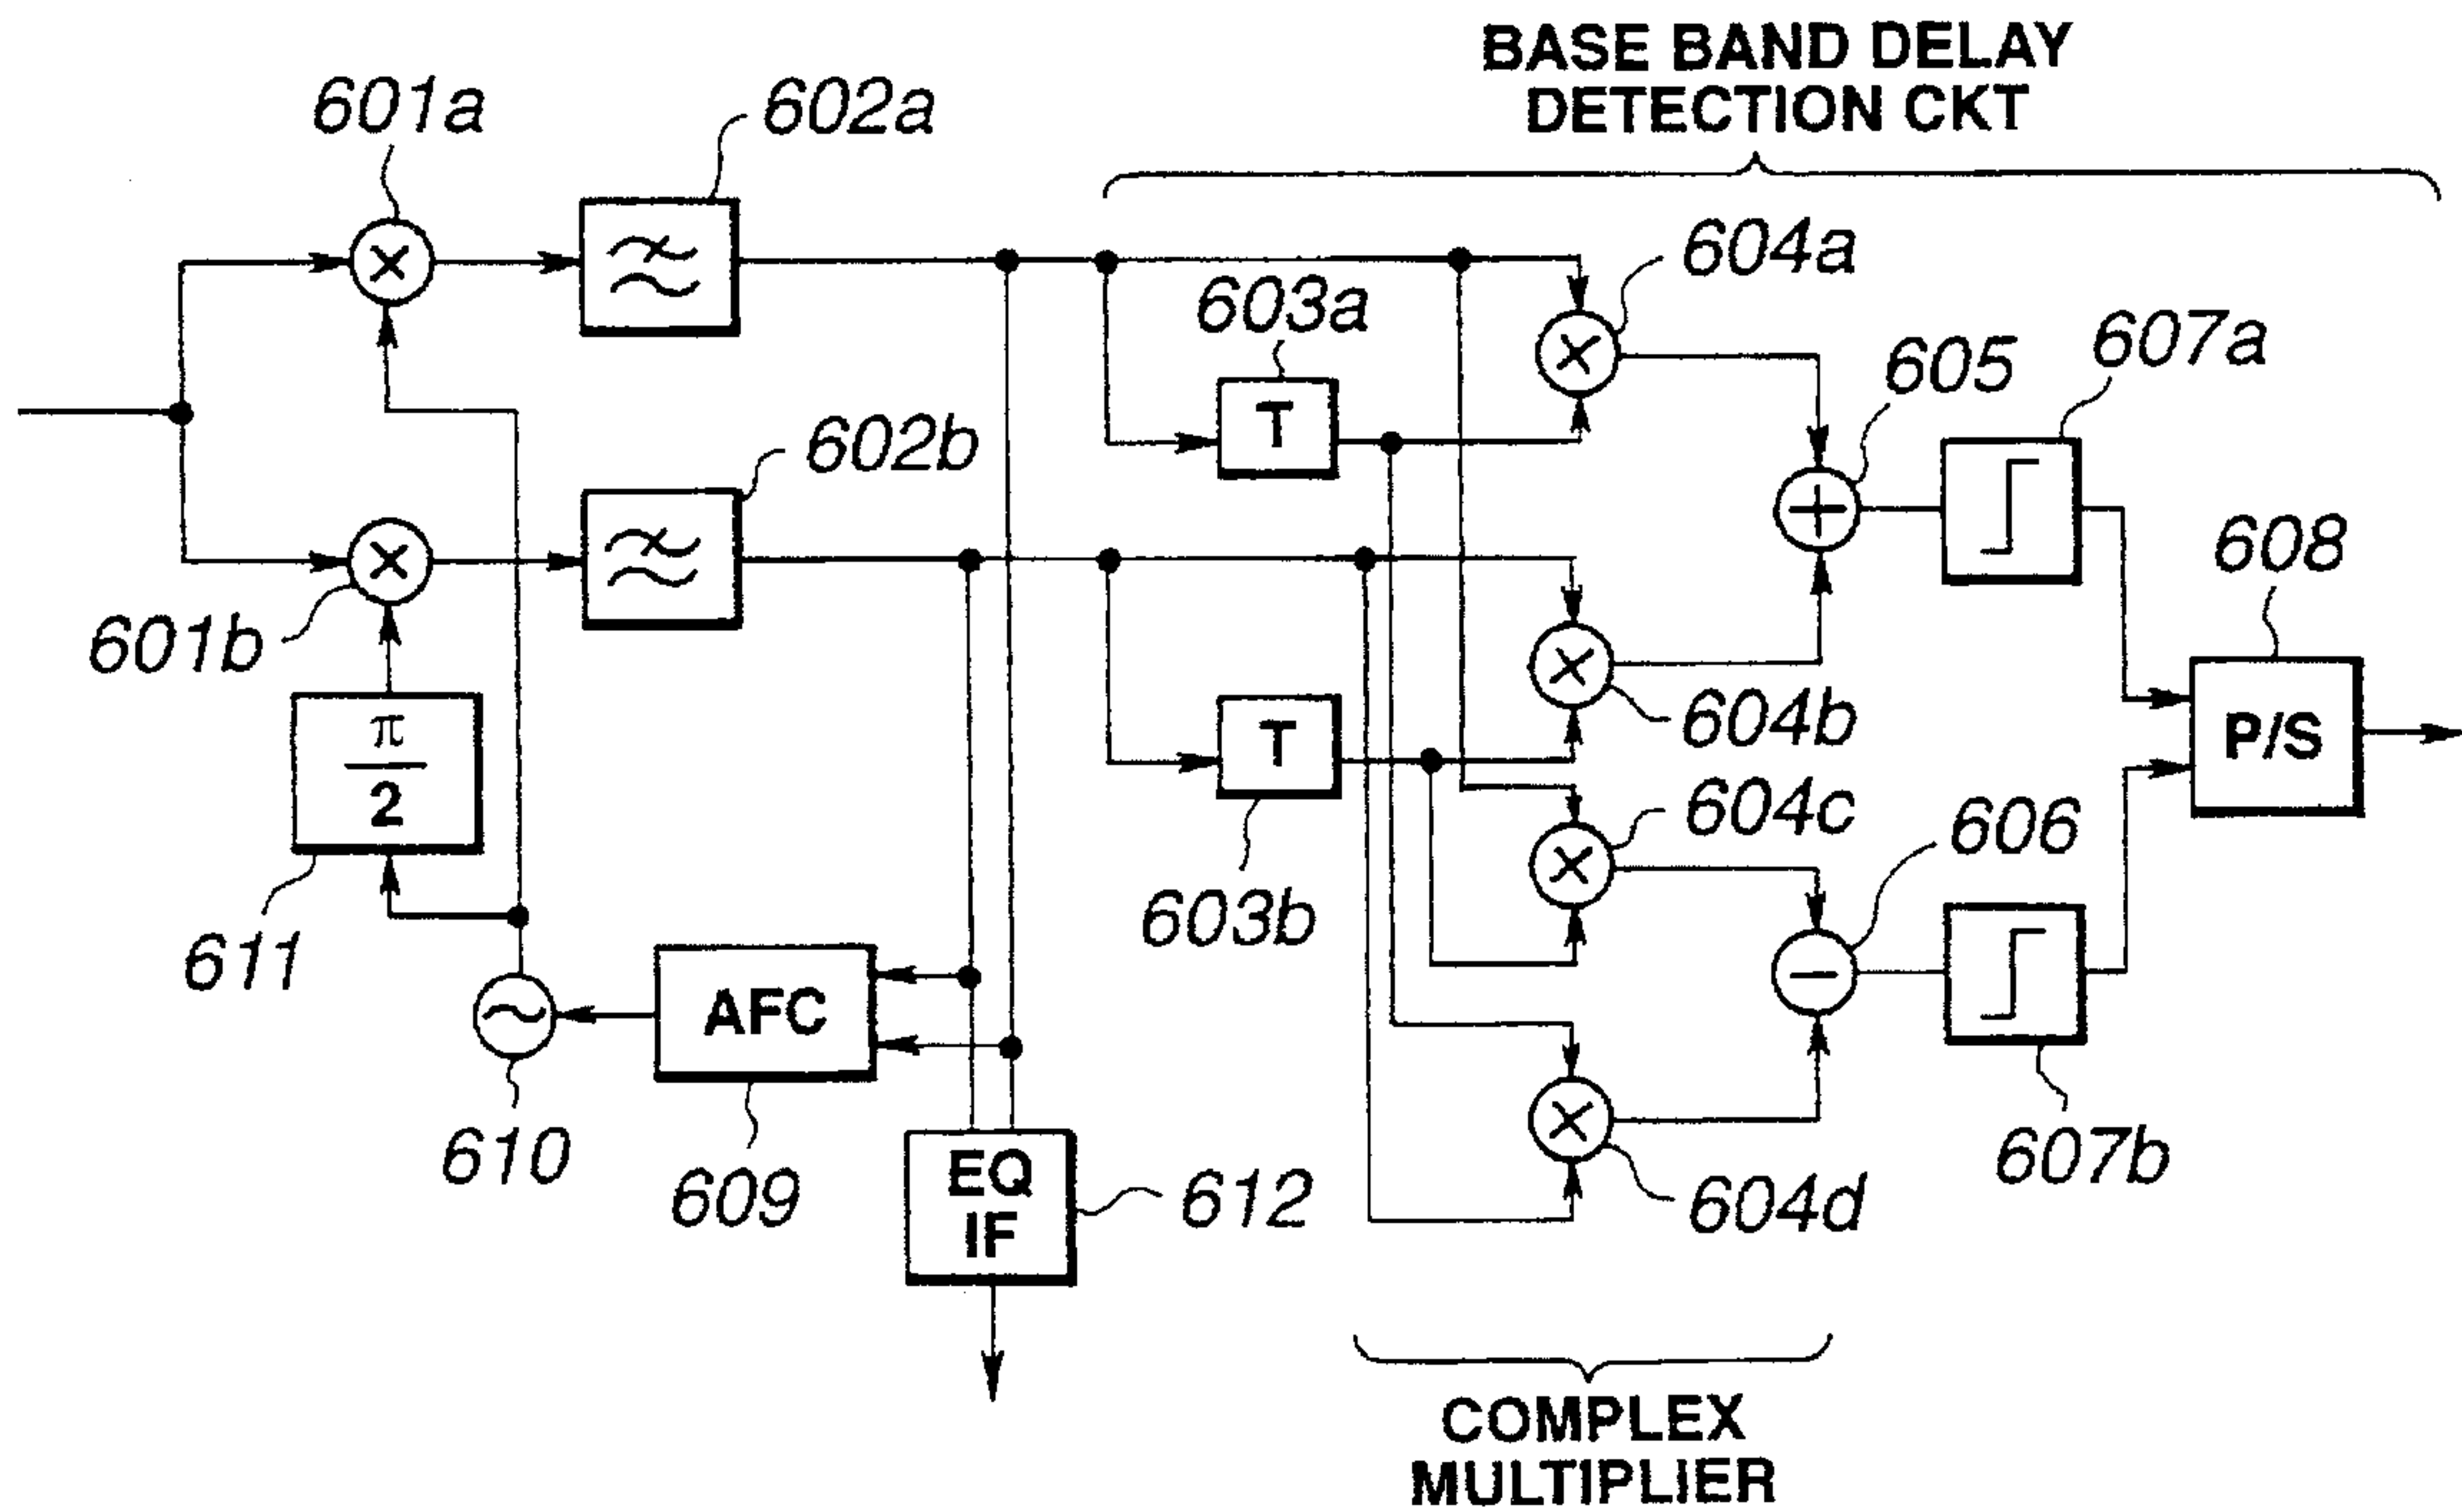 BASE BAND DELAY
DETECTION CKT
601a
602a
604a
603a
607a
605
T
602b
608
601b
T
604b
π
2
P/S
604c
606
603b
611
AFC
610
609
EQ
IF
612
604d
607b
COMPLEX
MULTIPLIER